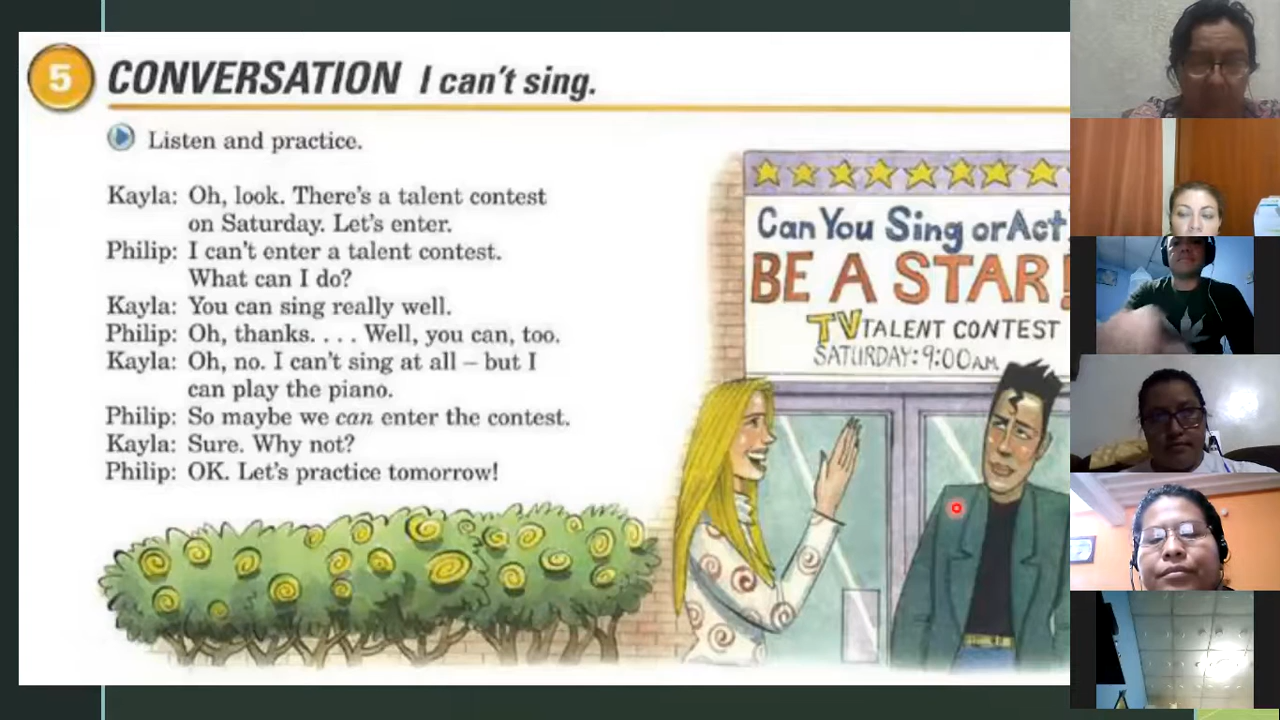 5 CONVERSATION I can't sing.
Listen and practice.
Kayla: Oh, look. There's a talent contest
on Saturday. Let's enter.
Philip: I can't enter a talent contest.
What can I do?
Kayla: You can sing really well.
Philip: Oh, thanks. . . . Well, you can, too.
Kayla: Oh, no. I can't sing at all – but I
can play the piano.
Philip: So maybe we can enter the contest.
Kayla: Sure. Why not?
Philip: OK. Let's practice tomorrow!
Can You Sing or Act?
BE A STAR!
TV TALENT CONTEST
SATURDAY: 9:00 AM